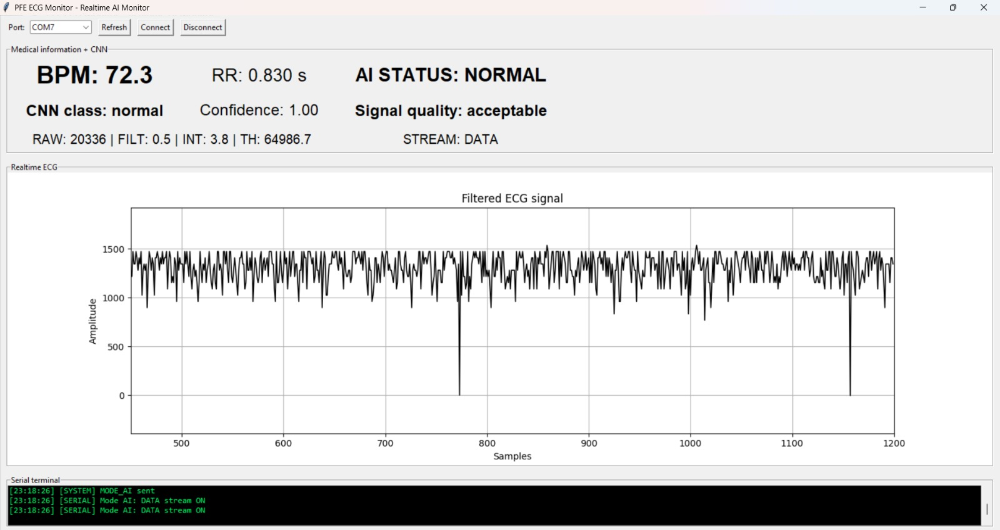 PFE ECG Monitor - Realtime AI Monitor
Port: COM7 Refresh Connect Disconnect
Medical information + CNN
BPM: 72.3 RR: 0.830 s AI STATUS: NORMAL
CNN class: normal Confidence: 1.00 Signal quality: acceptable
RAW: 20336 | FILT: 0.5 | INT: 3.8 | TH: 64986.7 STREAM: DATA
Realtime ECG
Filtered ECG signal
1500
1000
500
0
Amplitude
500 600 700 800 900 1000 1100 1200
Samples
Serial terminal
[23:18:26] [SYSTEM] MODE_AI sent
[23:18:26] [SERIAL] Mode AI: DATA stream ON
[23:18:26] [SERIAL] Mode AI: DATA stream ON